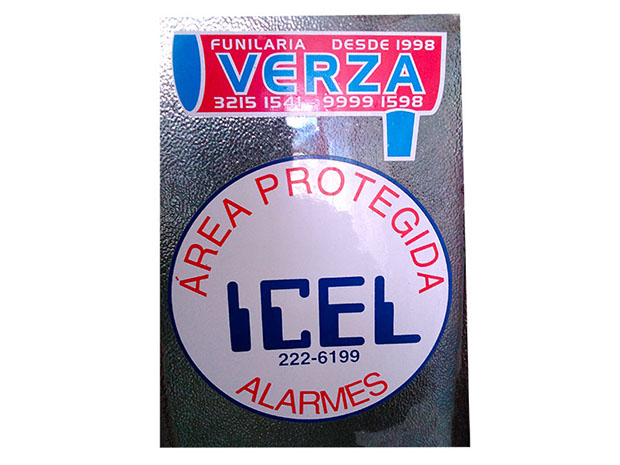 FUNILARIA DESDE 1998
VERZA
3215 1541 - 9999 1598
ÁREA PROTEGIDA
ICEL
222-6199
ALARMES